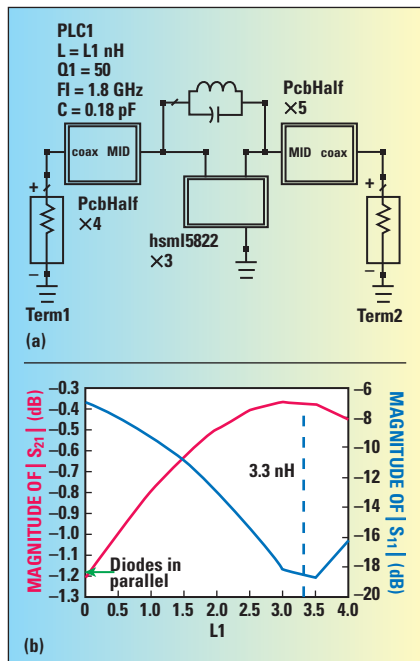 (a)
PLC1
L = L1 nH
Q1 = 50
FI = 1.8 GHz
C = 0.18 pF
PcbHalf
×5
coax MID
MID coax
+
+
PcbHalf
×4
hsml5822
×3
–
–
Term1
Term2
(a)
MAGNITUDE OF | S21 | (dB)
–0.3
–0.4
–0.5
–0.6
–0.7
–0.8
–0.9
–1.0
–1.1
–1.2
–1.3
3.3 nH
Diodes in
parallel
–6
–8
–10
–12
–14
–16
–18
–20
MAGNITUDE OF | S11 | (dB)
0 0.5 1.0 1.5 2.0 2.5 3.0 3.5 4.0
L1
(b)